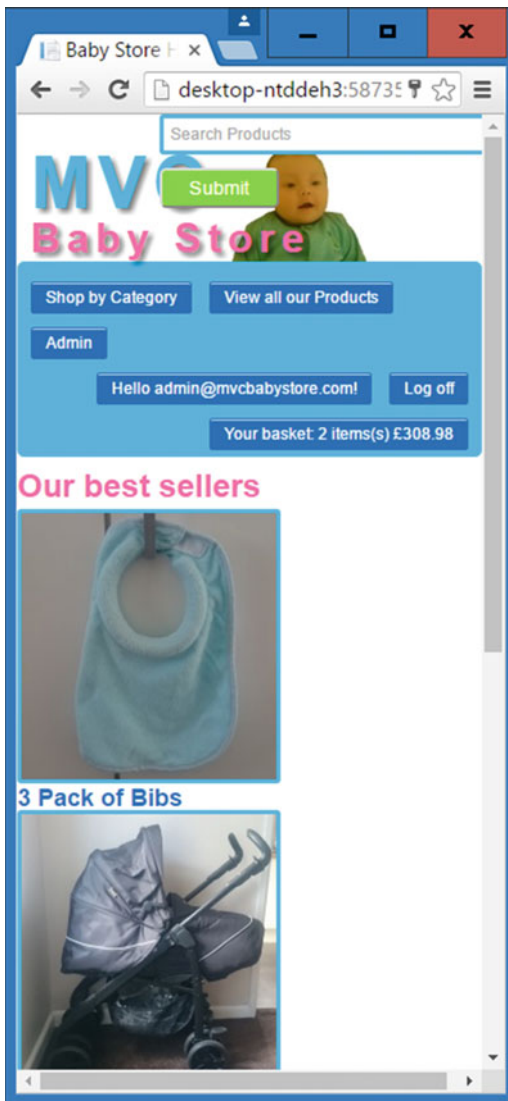 Baby Store H
desktop-ntddeh3:58735
Search Products
MVC
Submit
Baby Store
Shop by Category
View all our Products
Admin
Hello admin@mvcbabystore.com!
Log off
Your basket: 2 items(s) £308.98
Our best sellers
3 Pack of Bibs